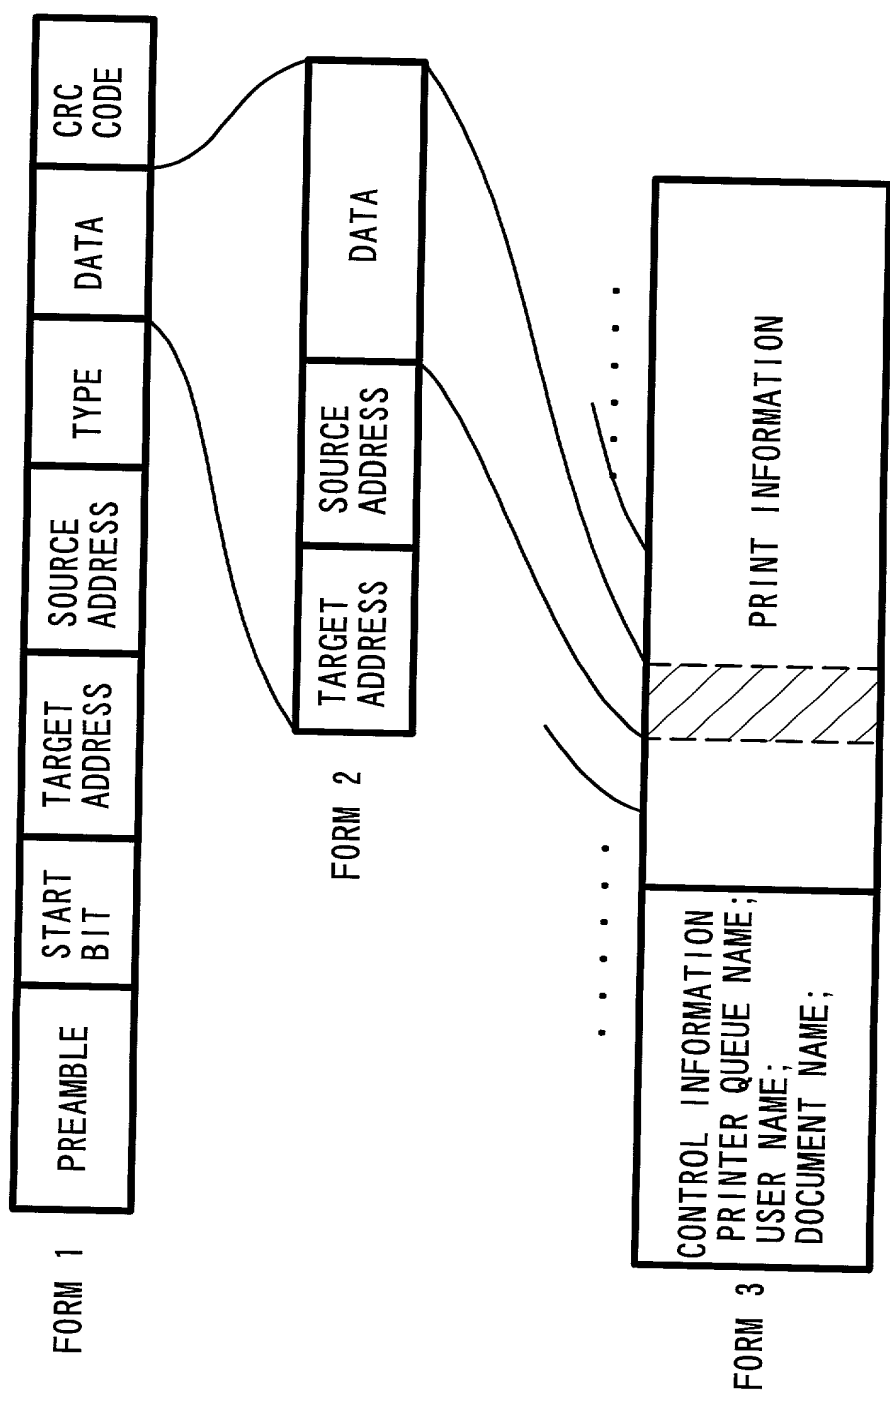 FORM 1
PREAMBLE
START
BIT
TARGET
ADDRESS
SOURCE
ADDRESS
TYPE
DATA
CRC
CODE
FORM 2
TARGET
ADDRESS
SOURCE
ADDRESS
DATA
FORM 3
CONTROL INFORMATION
PRINTER QUEUE NAME;
USER NAME;
DOCUMENT NAME;
PRINT INFORMATION